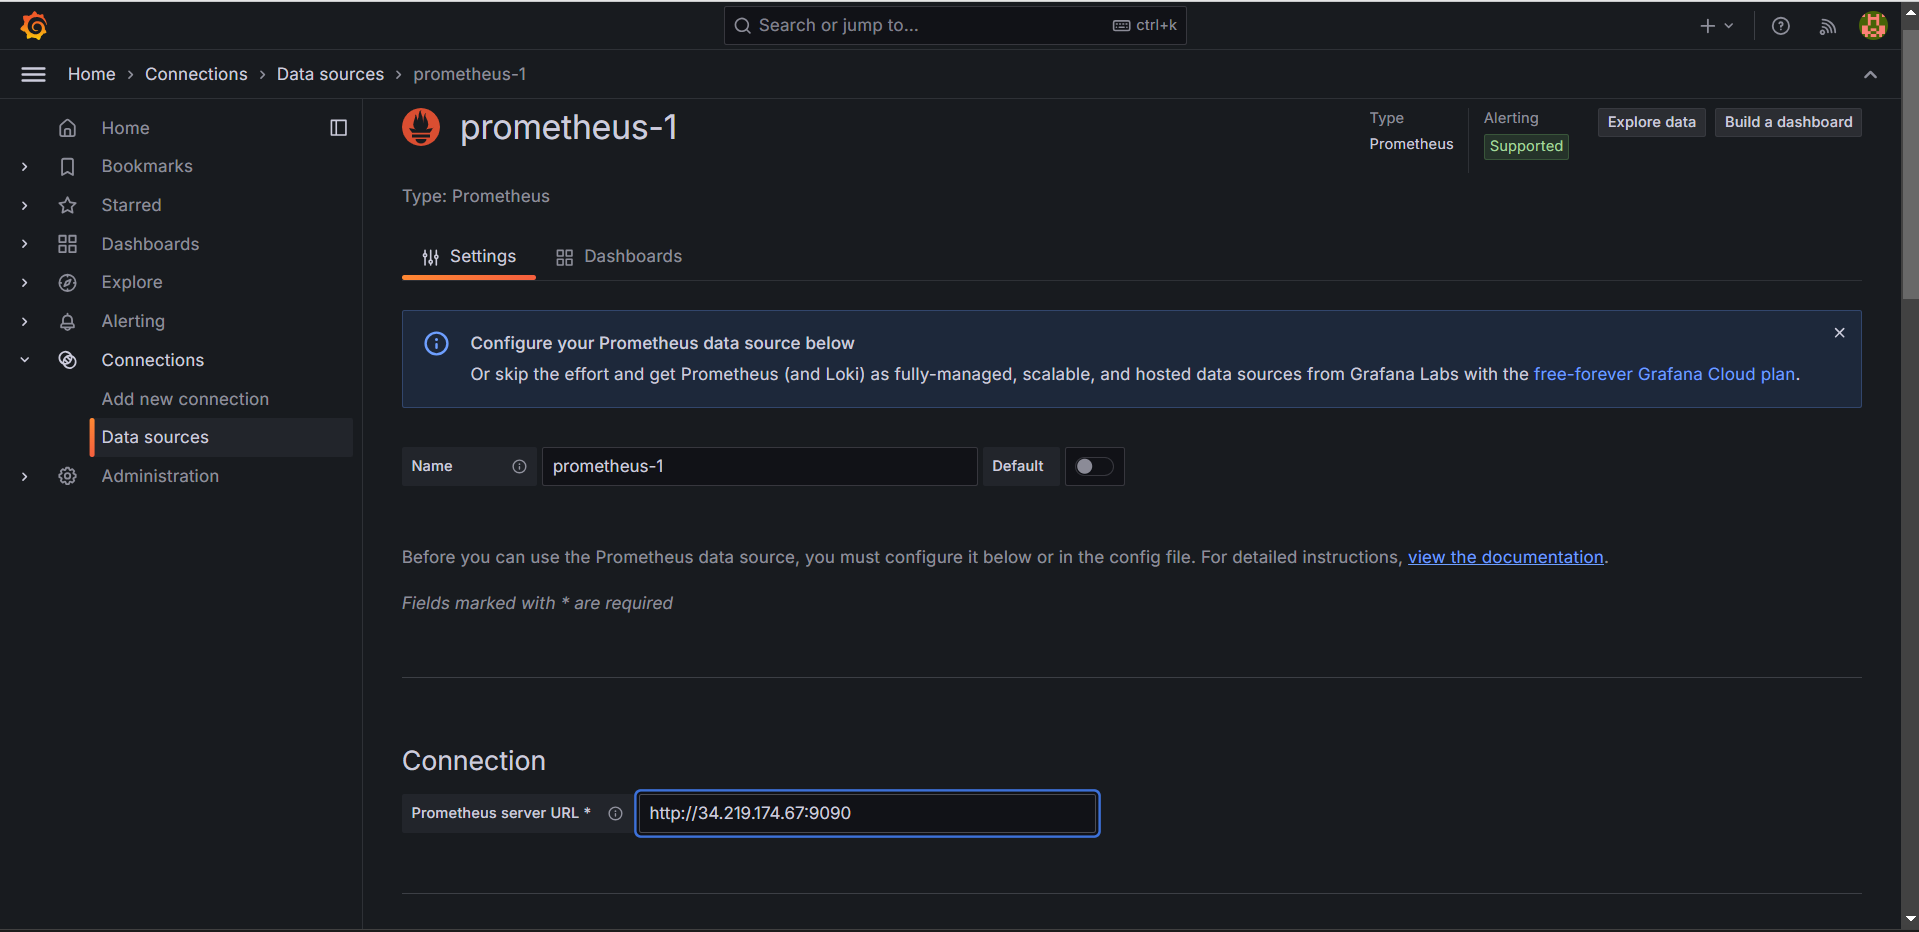 Search or jump to...
ctrl+k
Home
Connections
Data sources
prometheus-1
Home
Bookmarks
Starred
Dashboards
Explore
Alerting
Connections
Add new connection
Data sources
Administration
prometheus-1
Type
Prometheus
Alerting
Supported
Explore data
Build a dashboard
Type: Prometheus
Settings
Dashboards
Configure your Prometheus data source below
Or skip the effort and get Prometheus (and Loki) as fully-managed, scalable, and hosted data sources from Grafana Labs with the free-forever Grafana Cloud plan.
Name
prometheus-1
Default
Before you can use the Prometheus data source, you must configure it below or in the config file. For detailed instructions, view the documentation.
Fields marked with * are required
Connection
Prometheus server URL *
http://34.219.174.67:9090